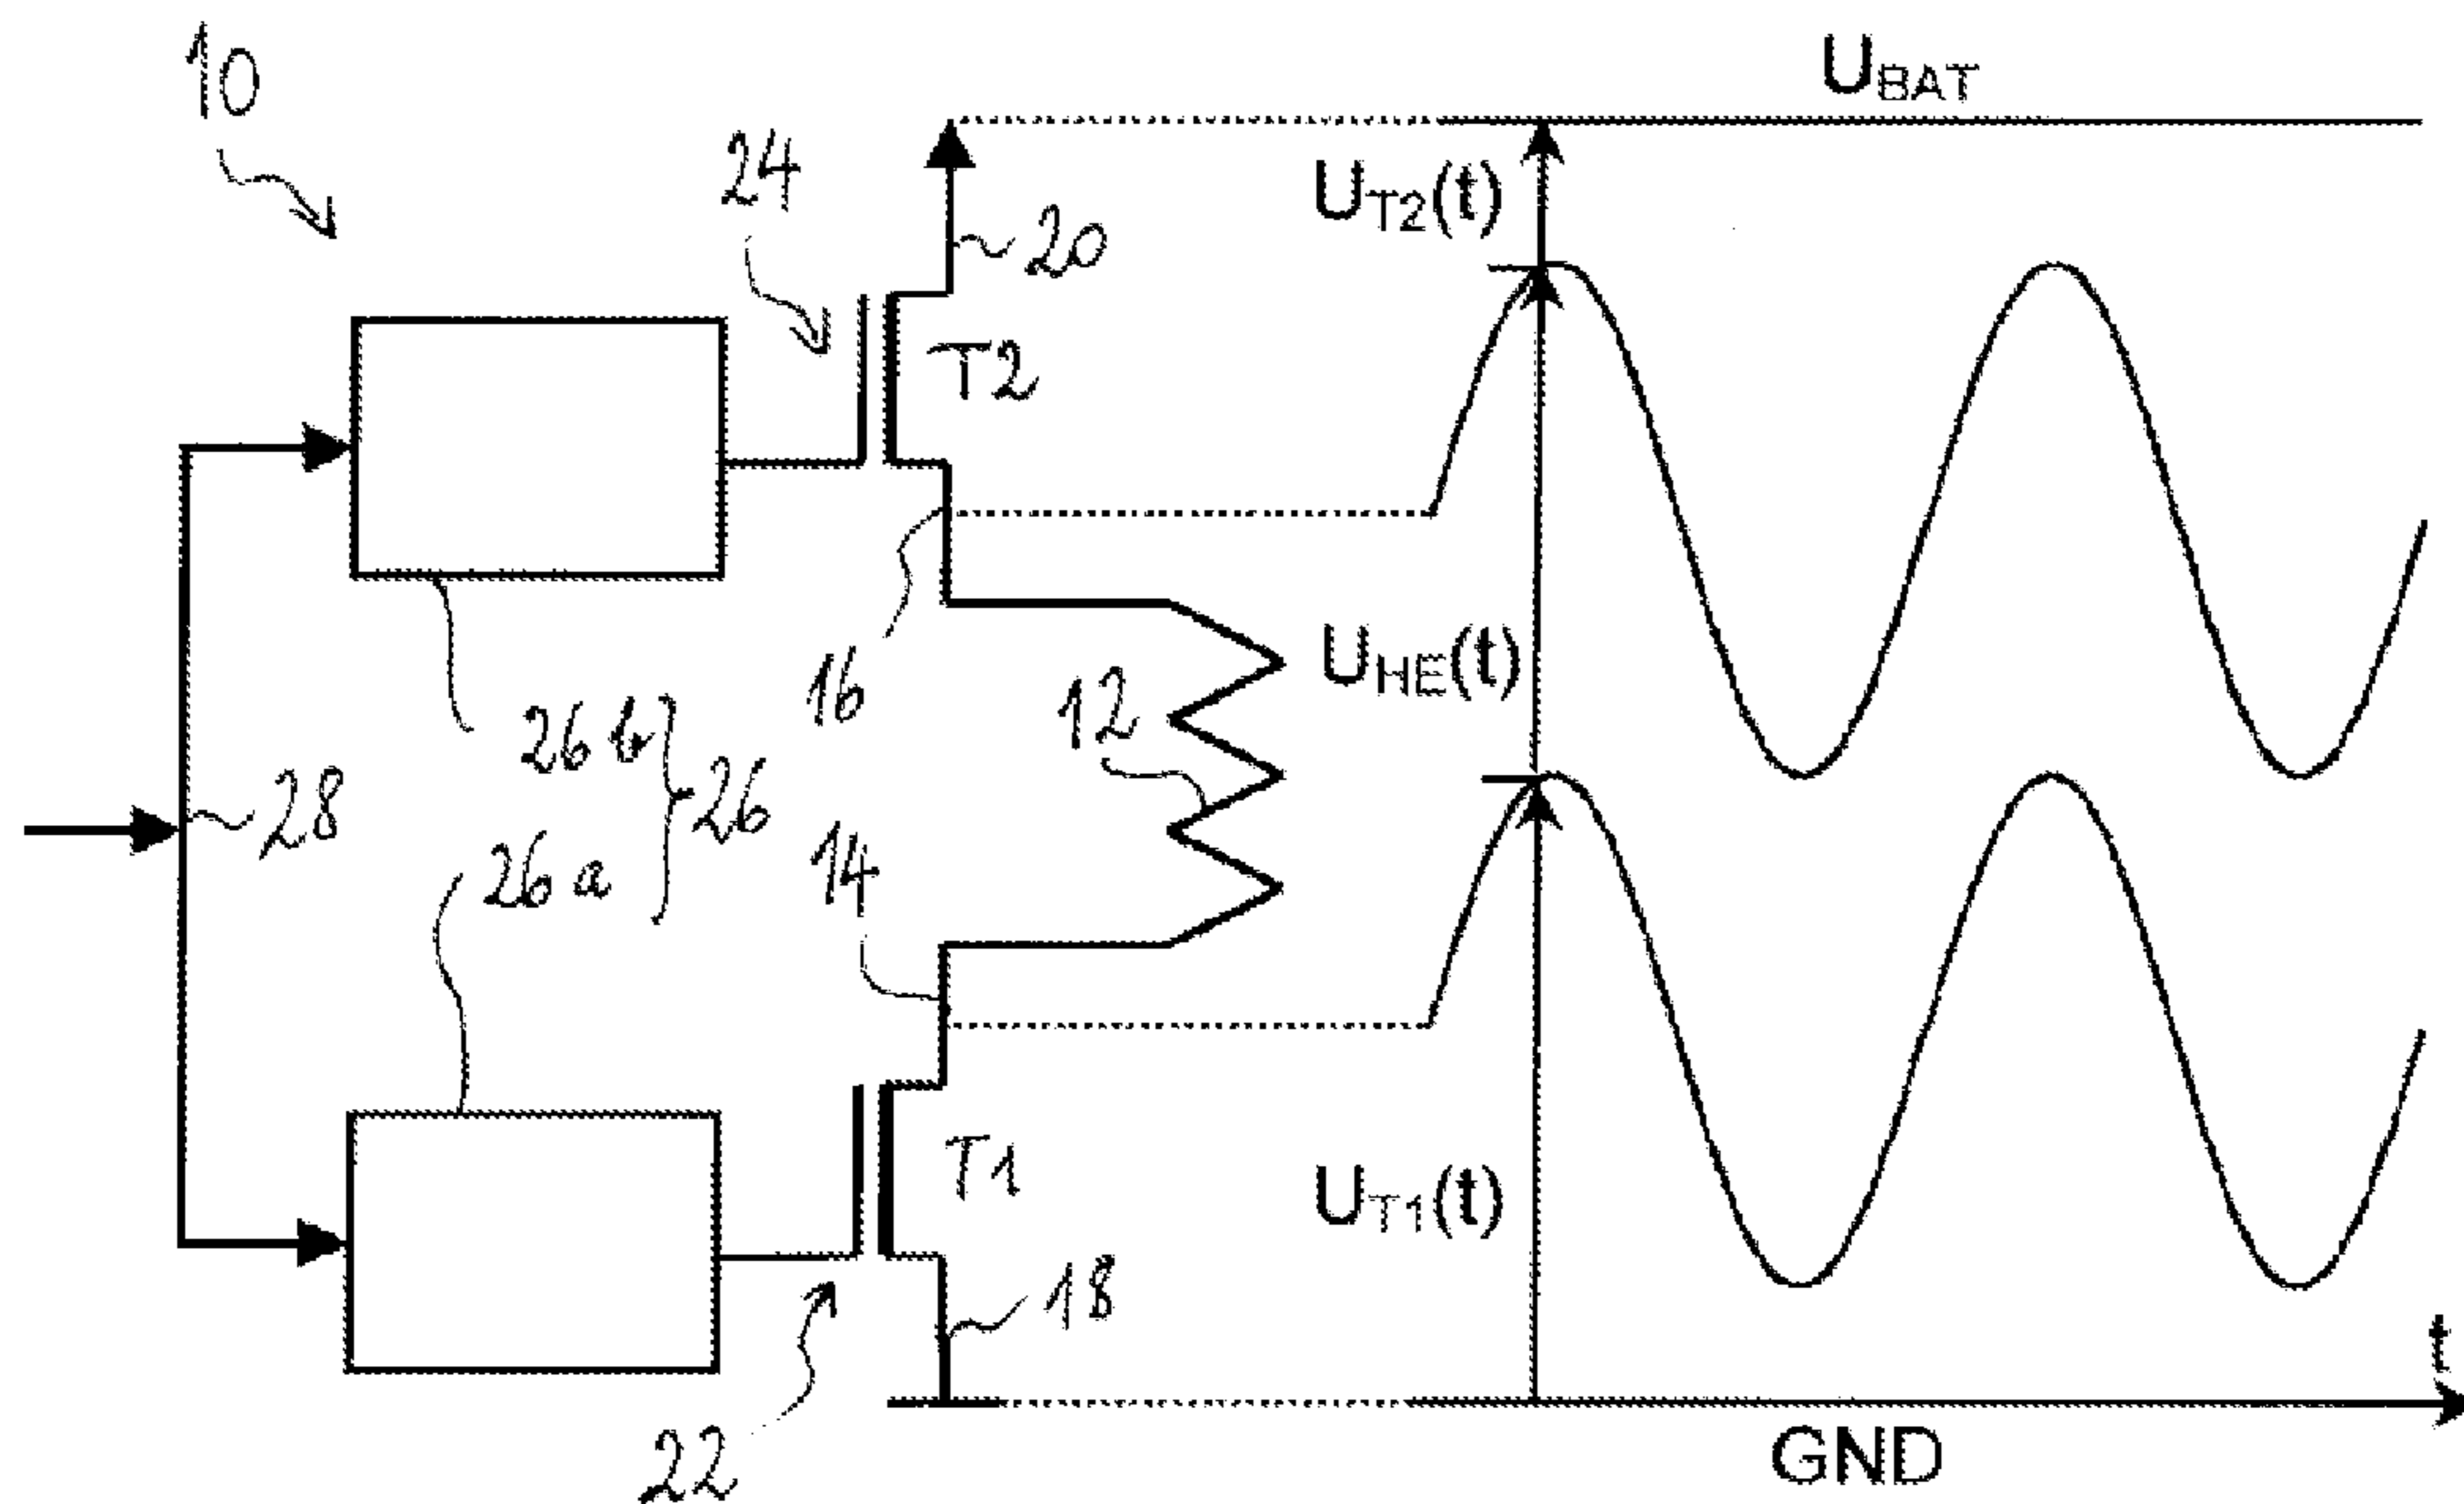 10
U_BAT
24
U_T2(t)
20
T2
16
U_HE(t)
12
26b
26
28
26a
14
T1
U_T1(t)
18
t
22
GND